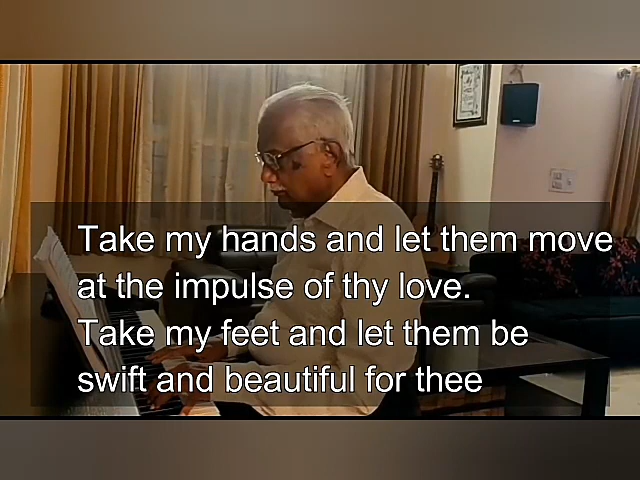 Take my hands and let them move
at the impulse of thy love.
Take my feet and let them be
swift and beautiful for thee